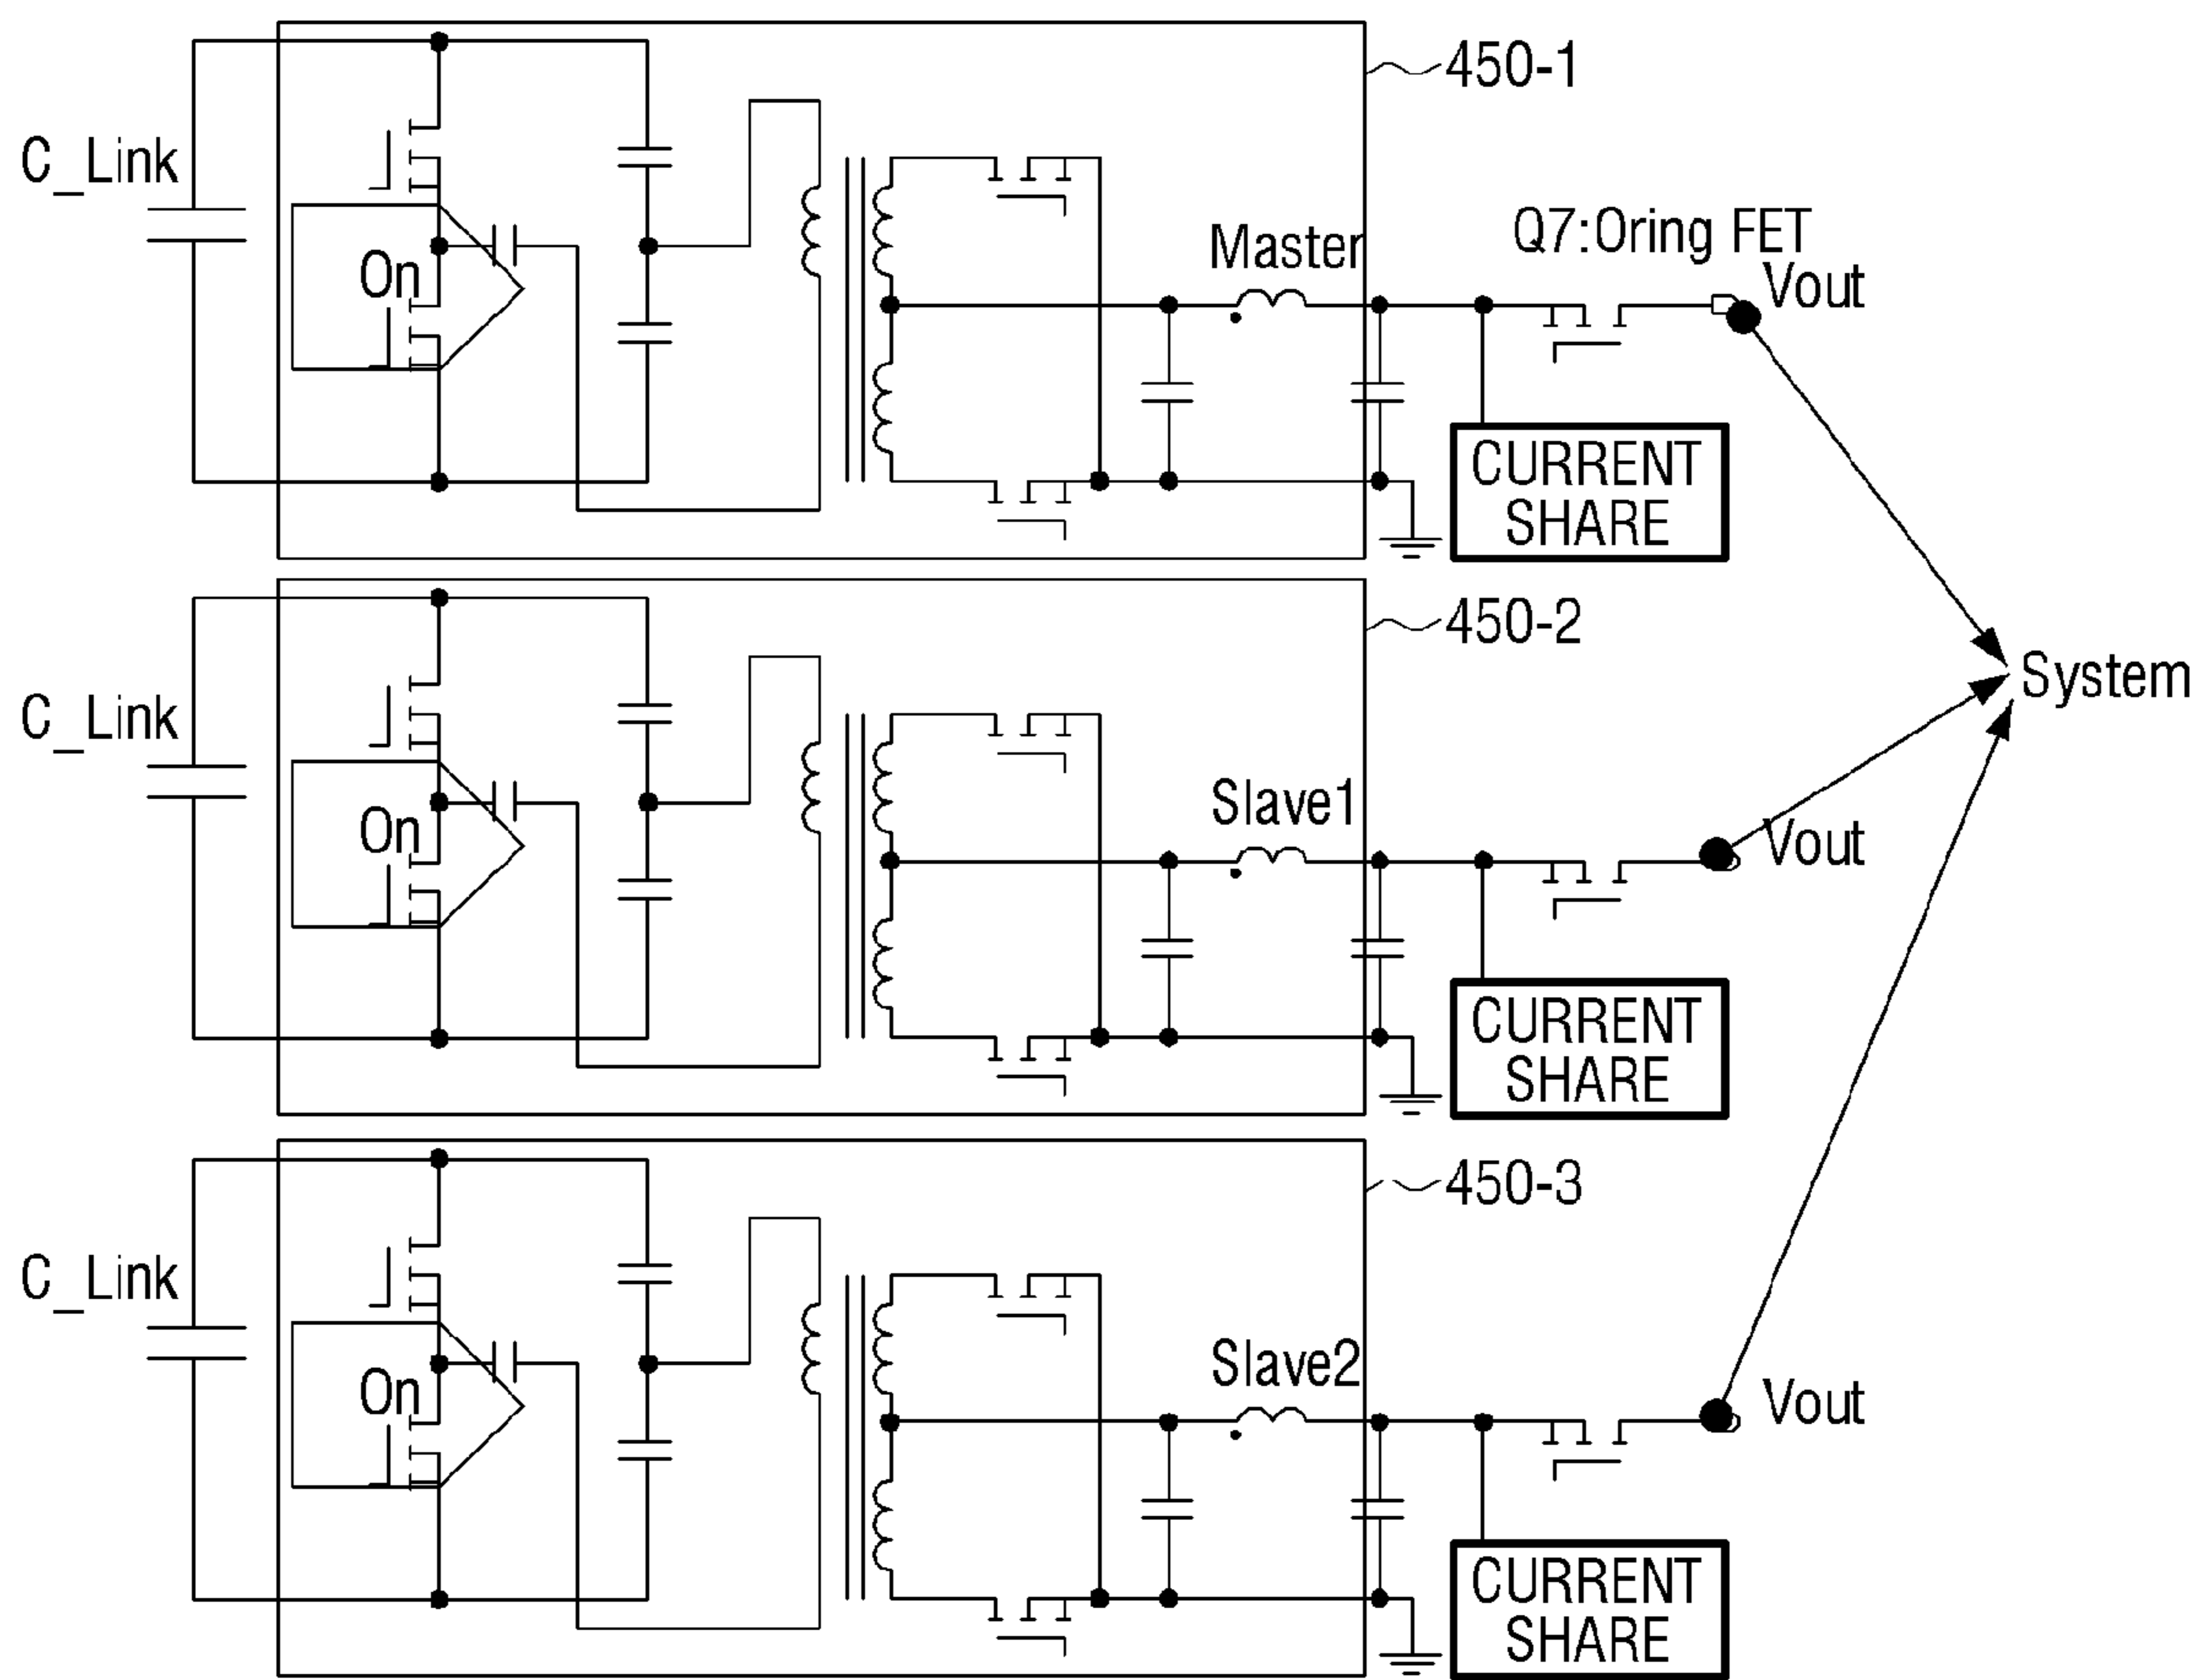 450-1
C_Link
On
Master
Q7:Oring FET
Vout
CURRENT
SHARE
450-2
System
C_Link
On
Slave1
Vout
CURRENT
SHARE
450-3
C_Link
On
Slave2
Vout
CURRENT
SHARE